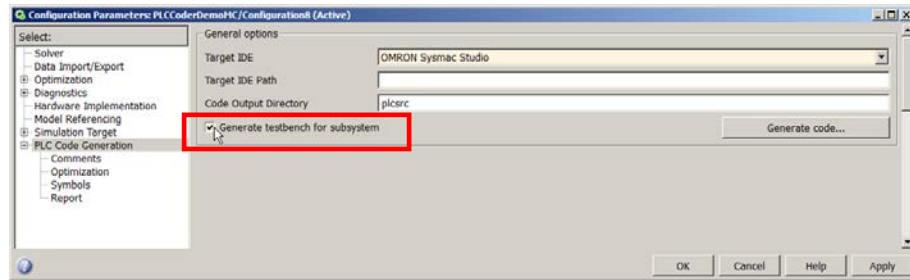 Configuration Parameters: PLCCoderDemoMC/Configuration8 (Active)
Select:
Solver
Data Import/Export
Optimization
Diagnostics
Hardware Implementation
Model Referencing
Simulation Target
PLC Code Generation
Comments
Optimization
Symbols
Report
General options
Target IDE
OMRON Sysmac Studio
Target IDE Path
Code Output Directory
plcsrc
Generate testbench for subsystem
Generate code...
OK
Cancel
Help
Apply